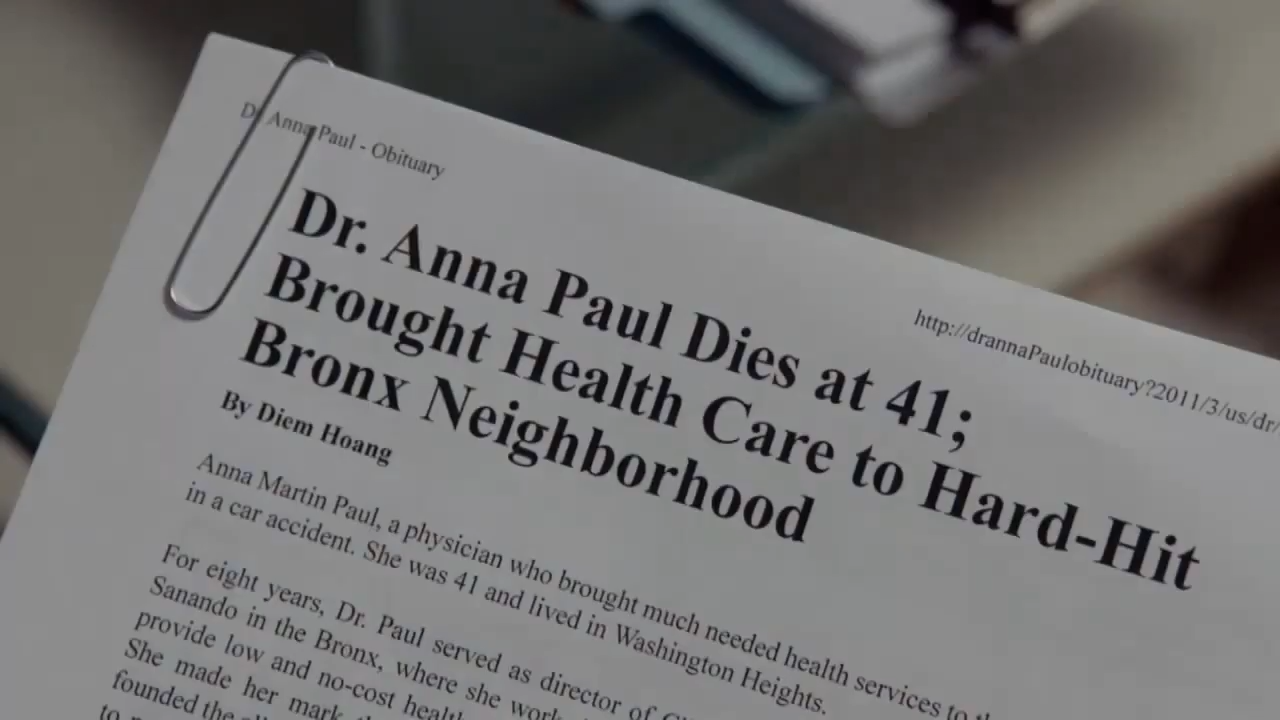 Dr Anna Paul - Obituary
http://drannaPaulobituary?2011/3/us/dr/
Dr. Anna Paul Dies at 41;
Brought Health Care to Hard-Hit
Bronx Neighborhood
By Diem Hoang
Anna Martin Paul, a physician who brought much needed health services to
in a car accident. She was 41 and lived in Washington Heights.
For eight years, Dr. Paul served as director of
Sanando in the Bronx, where she
provide low and no-cost
She made her mark
founded the
to